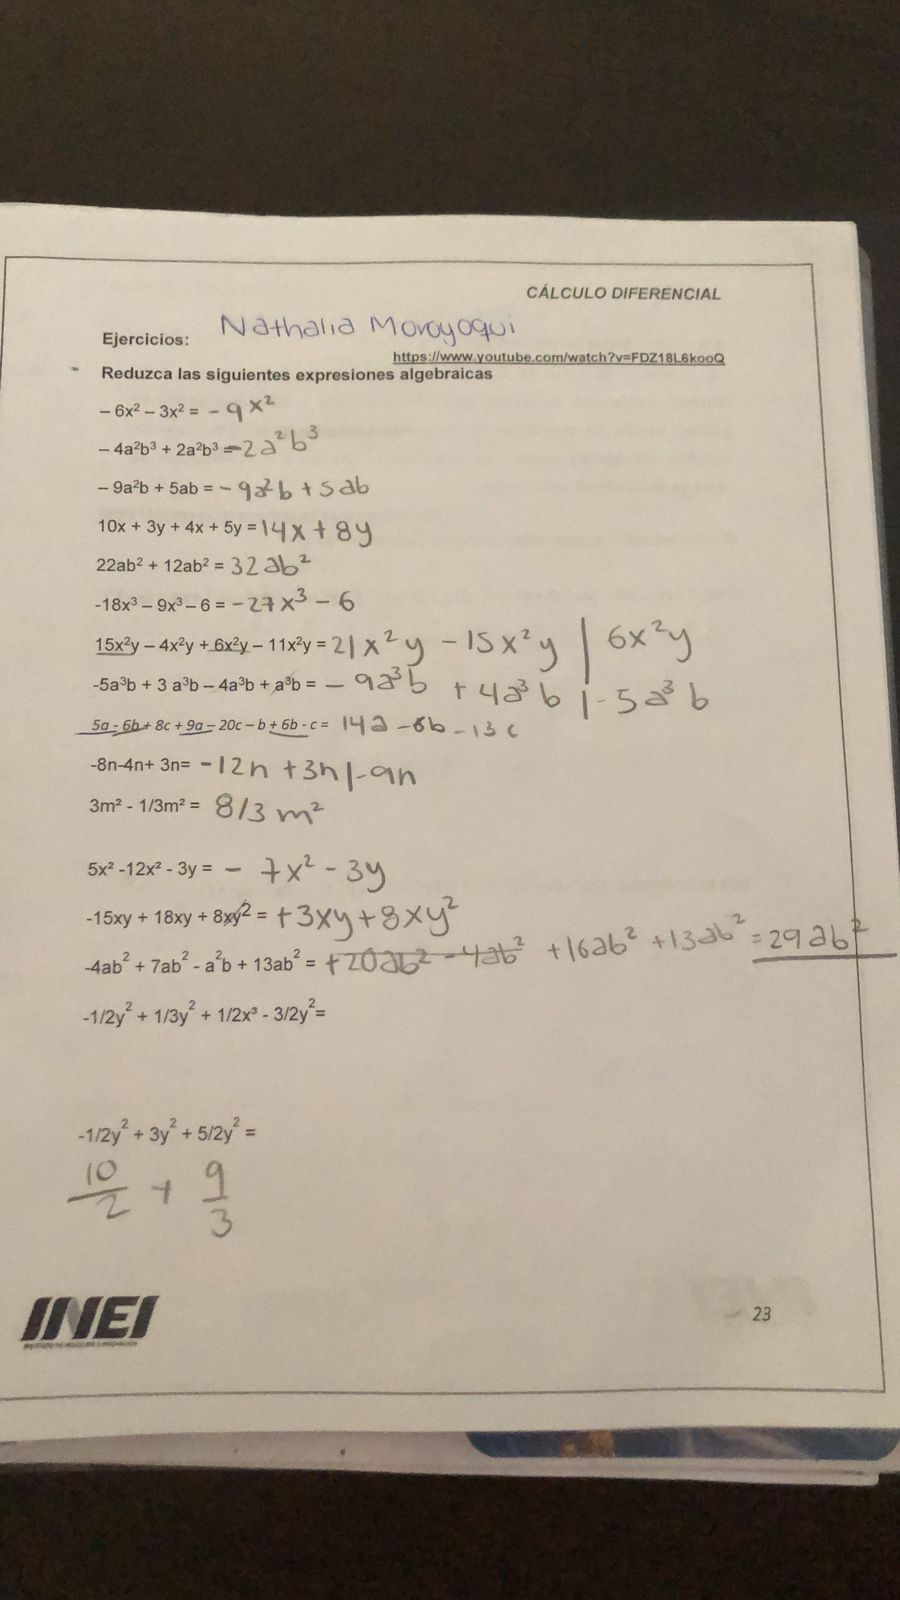 CÁLCULO DIFERENCIAL
Ejercicios: Nathalia Moroyoqui
https://www.youtube.com/watch?v=FDZ18L6kooQ
Reduzca las siguientes expresiones algebraicas
– 6x² – 3x² = - 9x²
– 4a²b³ + 2a²b³ = -2a²b³
– 9a²b + 5ab = - 9a²b + 5ab
10x + 3y + 4x + 5y = 14x + 8y
22ab² + 12ab² = 32ab²
-18x³ – 9x³ – 6 = -27x³ - 6
15x²y – 4x²y + 6x²y – 11x²y = 21x²y - 15x²y | 6x²y
-5a³b + 3 a³b – 4a³b + a³b = - 9a³b + 4a³b | - 5a³b
5a - 6b + 8c + 9a – 20c – b + 6b - c = 14a - 6b - 13c
-8n-4n+ 3n= -12n + 3n | -9n
3m² - 1/3m² = 8/3 m²
5x² -12x² - 3y = - 7x² - 3y
-15xy + 18xy + 8xy² = +3xy + 8xy²
-4ab² + 7ab² - a²b + 13ab² = +20ab² - 4ab² +16ab² +13ab² = 29ab²
-1/2y² + 1/3y² + 1/2x³ - 3/2y²=
-1/2y² + 3y² + 5/2y² =
10/2 + 9/3
INEI
23